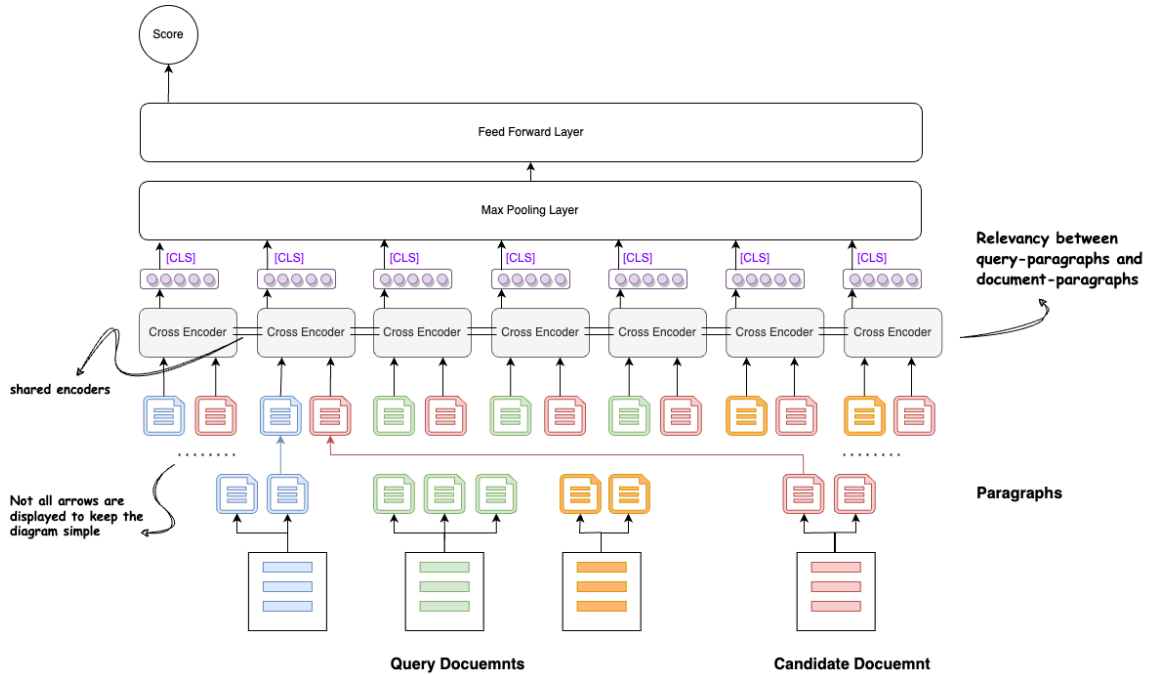 Score
Feed Forward Layer
Max Pooling Layer
[CLS] [CLS] [CLS] [CLS] [CLS] [CLS] [CLS]
Relevancy between
query-paragraphs and
document-paragraphs
Cross Encoder Cross Encoder Cross Encoder Cross Encoder Cross Encoder Cross Encoder Cross Encoder
shared encoders
Not all arrows are
displayed to keep the
diagram simple
Paragraphs
Query Docuemnts
Candidate Docuemnt